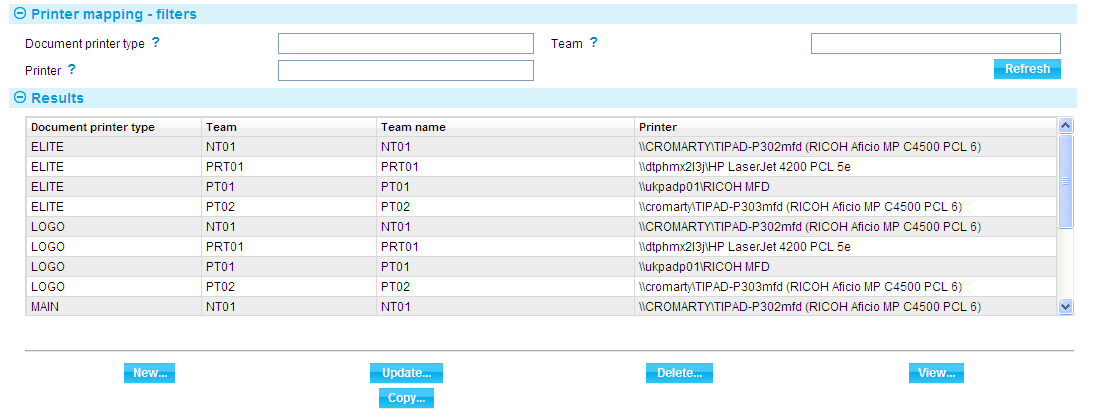 Printer mapping - filters
Document printer type ? Team ?
Printer ? Refresh
Results
Document printer type Team Team name Printer
ELITE NT01 NT01 \\CROMARTY\TIPAD-P302mfd (RICOH Aficio MP C4500 PCL 6)
ELITE PRT01 PRT01 \\dtphmx2l3j\HP LaserJet 4200 PCL 5e
ELITE PT01 PT01 \\ukpadp01\RICOH MFD
ELITE PT02 PT02 \\cromarty\TIPAD-P303mfd (RICOH Aficio MP C4500 PCL 6)
LOGO NT01 NT01 \\CROMARTY\TIPAD-P302mfd (RICOH Aficio MP C4500 PCL 6)
LOGO PRT01 PRT01 \\dtphmx2l3j\HP LaserJet 4200 PCL 5e
LOGO PT01 PT01 \\ukpadp01\RICOH MFD
LOGO PT02 PT02 \\cromarty\TIPAD-P303mfd (RICOH Aficio MP C4500 PCL 6)
MAIN NT01 NT01 \\CROMARTY\TIPAD-P302mfd (RICOH Aficio MP C4500 PCL 6)
New... Update... Delete... View...
Copy...